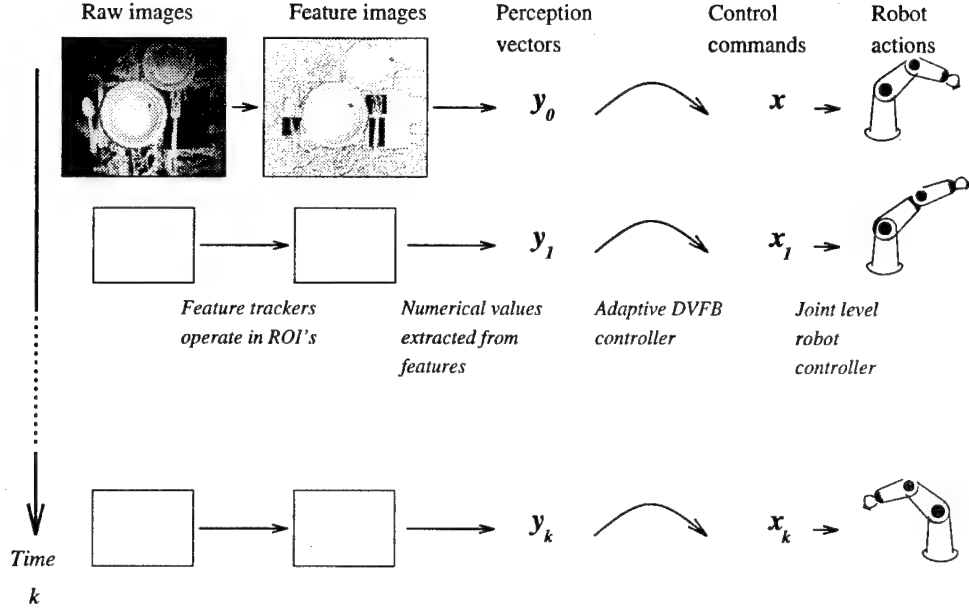 Raw images
Feature images
Perception
vectors
Control
commands
Robot
actions
y0
x
y1
x1
Feature trackers
operate in ROI's
Numerical values
extracted from
features
Adaptive DVFB
controller
Joint level
robot
controller
yk
xk
Time
k